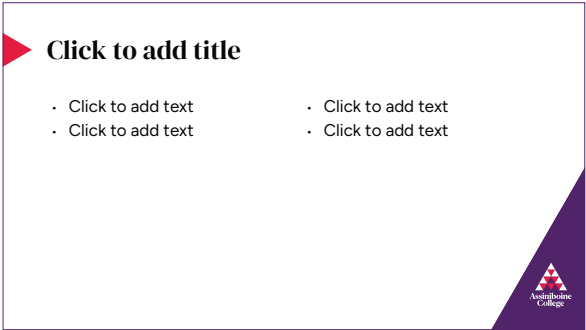 Click to add title
• Click to add text
• Click to add text
• Click to add text
• Click to add text
Assiniboine
College